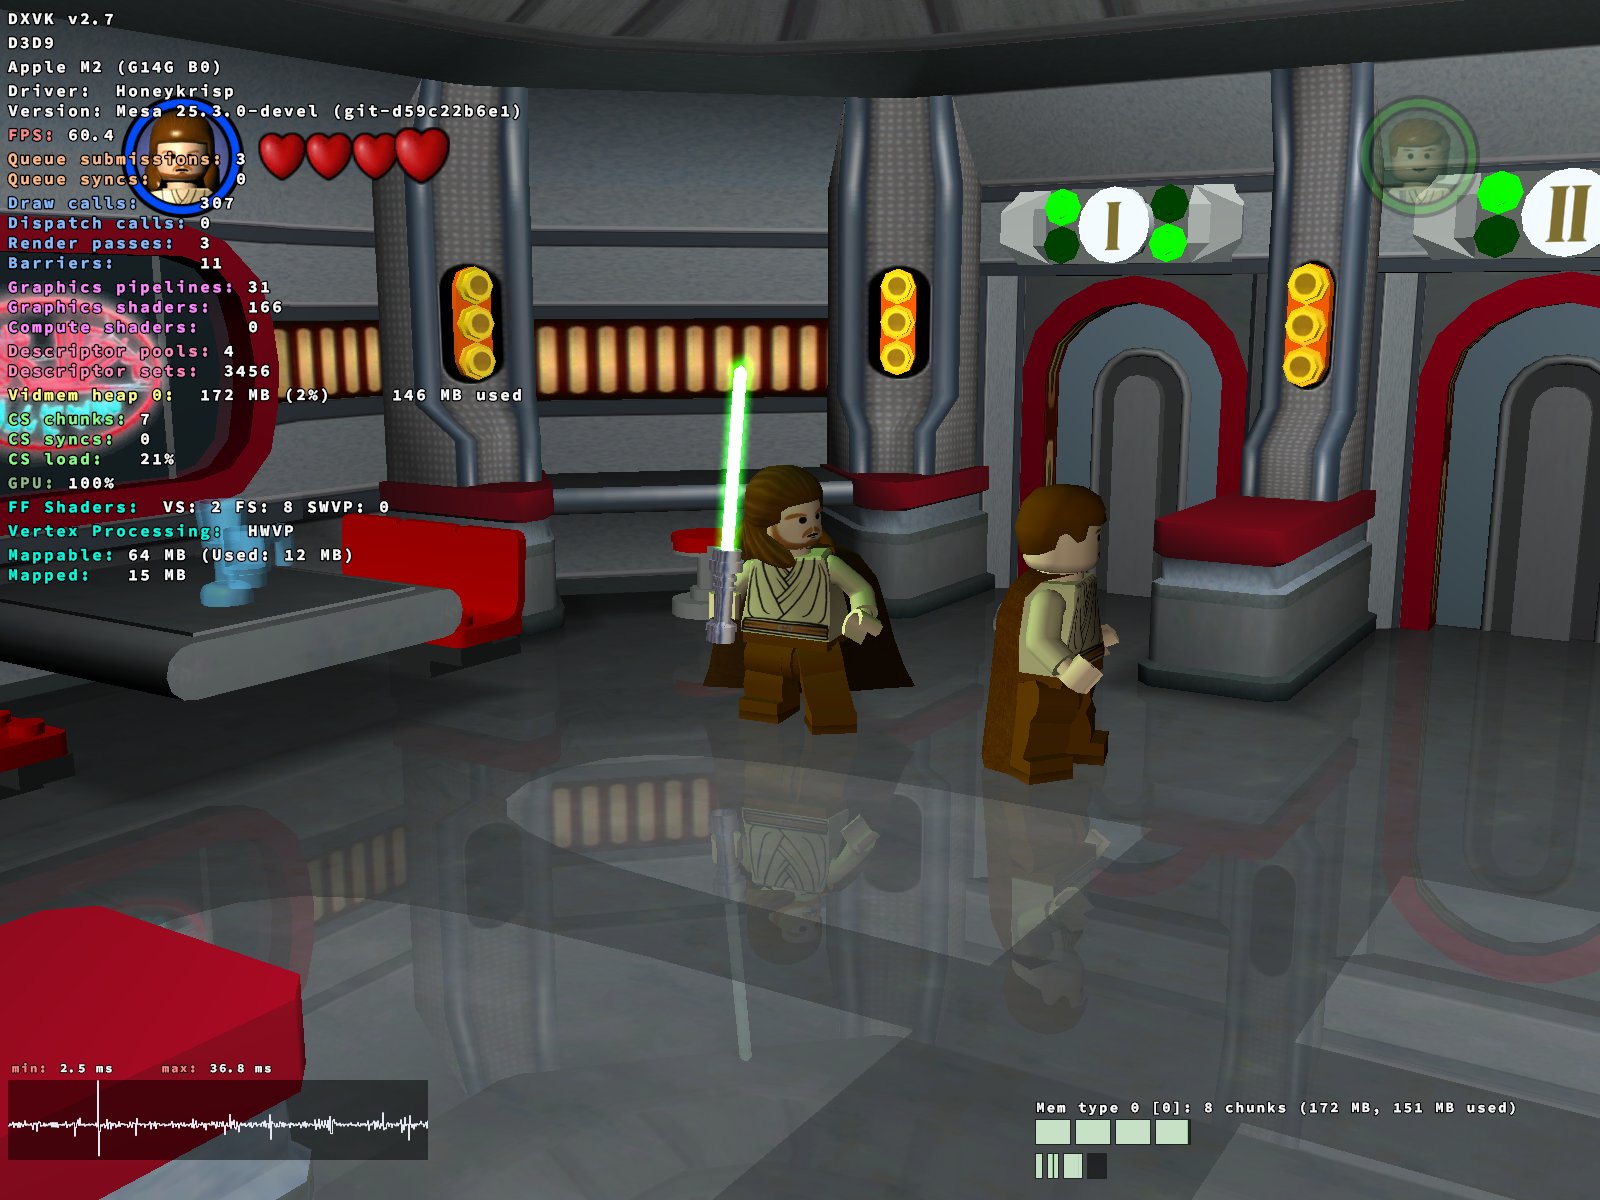 DXVK v2.7
D3D9
Apple M2 (G14G B0)
Driver: Honeykrisp
Version: Mesa 25.3.0-devel (git-d59c22b6e1)
FPS: 60.4
Queue submissions: 3
Queue syncs: 0
Draw calls: 307
Dispatch calls: 0
Render passes: 3
Barriers: 11
Graphics pipelines: 31
Graphics shaders: 166
Compute shaders: 0
Descriptor pools: 4
Descriptor sets: 3456
Vidmem heap 0: 172 MB (2%) 146 MB used
CS chunks: 7
CS syncs: 0
CS load: 21%
GPU: 100%
FF Shaders: VS: 2 FS: 8 SWVP: 0
Vertex Processing: HWVP
Mappable: 64 MB (Used: 12 MB)
Mapped: 15 MB
I
II
min: 2.5 ms max: 36.8 ms
Mem type 0 [0]: 8 chunks (172 MB, 151 MB used)